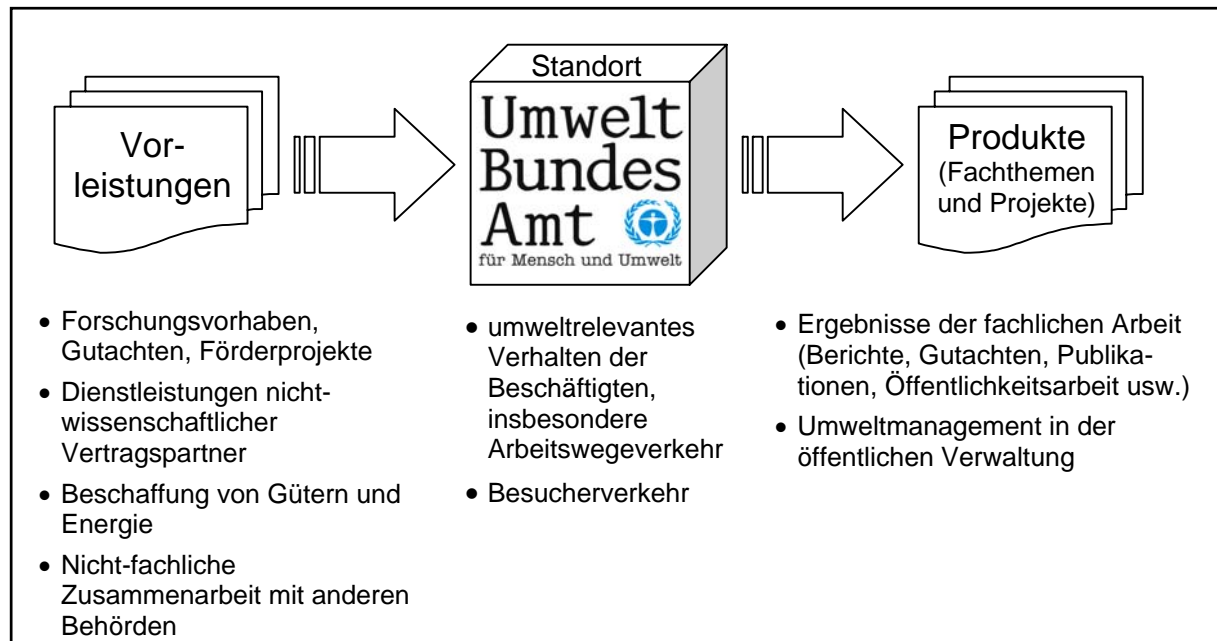 Vor-
leistungen
Standort
Umwelt
Bundes
Amt
für Mensch und Umwelt
Produkte
(Fachthemen
und Projekte)
• Forschungsvorhaben,
Gutachten, Förderprojekte
• Dienstleistungen nicht-
wissenschaftlicher
Vertragspartner
• Beschaffung von Gütern und
Energie
• Nicht-fachliche
Zusammenarbeit mit anderen
Behörden
• umweltrelevantes
Verhalten der
Beschäftigten,
insbesondere
Arbeitswegeverkehr
• Besucherverkehr
• Ergebnisse der fachlichen Arbeit
(Berichte, Gutachten, Publika-
tionen, Öffentlichkeitsarbeit usw.)
• Umweltmanagement in der
öffentlichen Verwaltung